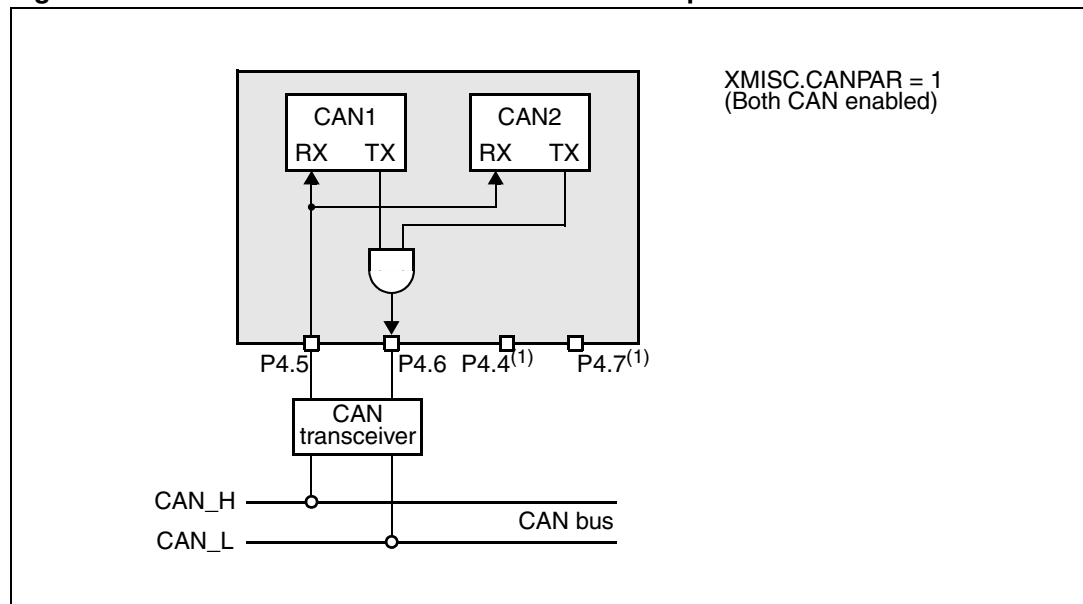 XMISC.CANPAR = 1
(Both CAN enabled)
CAN1
RX TX
CAN2
RX TX
P4.5
P4.6
P4.4(1)
P4.7(1)
CAN
transceiver
CAN_H
CAN bus
CAN_L